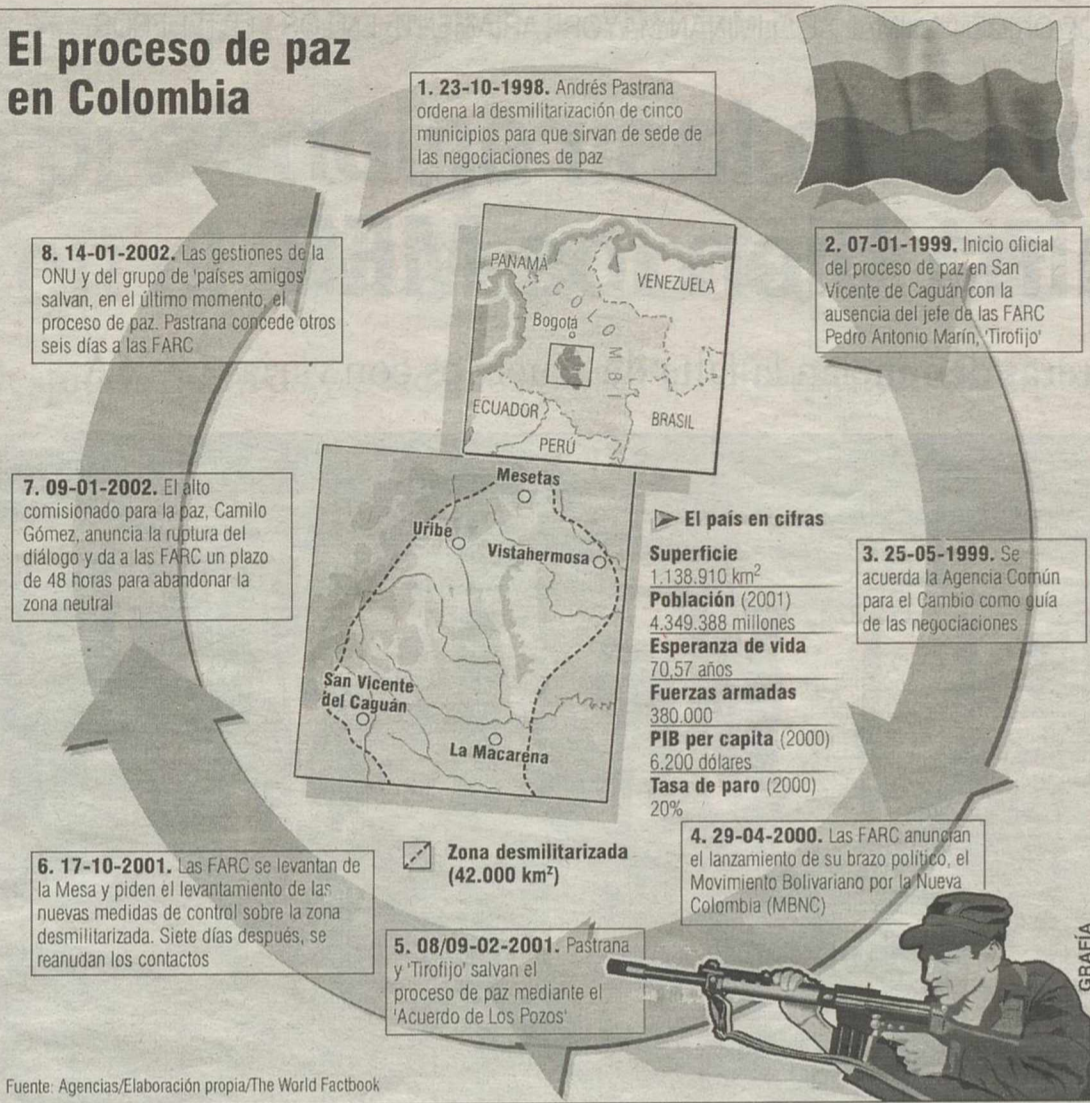 El proceso de paz
en Colombia
1. 23-10-1998. Andrés Pastrana
ordena la desmilitarización de cinco
municipios para que sirvan de sede de
las negociaciones de paz
2. 07-01-1999. Inicio oficial
del proceso de paz en San
Vicente de Caguán con la
ausencia del jefe de las FARC
Pedro Antonio Marín, 'Tirofijo'
3. 25-05-1999. Se
acuerda la Agencia Común
para el Cambio como guía
de las negociaciones
4. 29-04-2000. Las FARC anuncian
el lanzamiento de su brazo político, el
Movimiento Bolivariano por la Nueva
Colombia (MBNC)
5. 08/09-02-2001. Pastrana
y 'Tirofijo' salvan el
proceso de paz mediante el
'Acuerdo de Los Pozos'
6. 17-10-2001. Las FARC se levantan de
la Mesa y piden el levantamiento de las
nuevas medidas de control sobre la zona
desmilitarizada. Siete días después, se
reanudan los contactos
7. 09-01-2002. El alto
comisionado para la paz, Camilo
Gómez, anuncia la ruptura del
diálogo y da a las FARC un plazo
de 48 horas para abandonar la
zona neutral
8. 14-01-2002. Las gestiones de la
ONU y del grupo de 'países amigos'
salvan, en el último momento, el
proceso de paz. Pastrana concede otros
seis días a las FARC
PANAMÁ
VENEZUELA
COLOMBI
Bogotá
ECUADOR
BRASIL
PERÚ
Mesetas
Uribe
Vistahermosa
San Vicente
del Caguán
La Macarena
El país en cifras
Superficie
1.138.910 km²
Población (2001)
4.349.388 millones
Esperanza de vida
70,57 años
Fuerzas armadas
380.000
PIB per capita (2000)
6.200 dólares
Tasa de paro (2000)
20%
Zona desmilitarizada
(42.000 km²)
GRAFÍA
Fuente: Agencias/Elaboración propia/The World Factbook